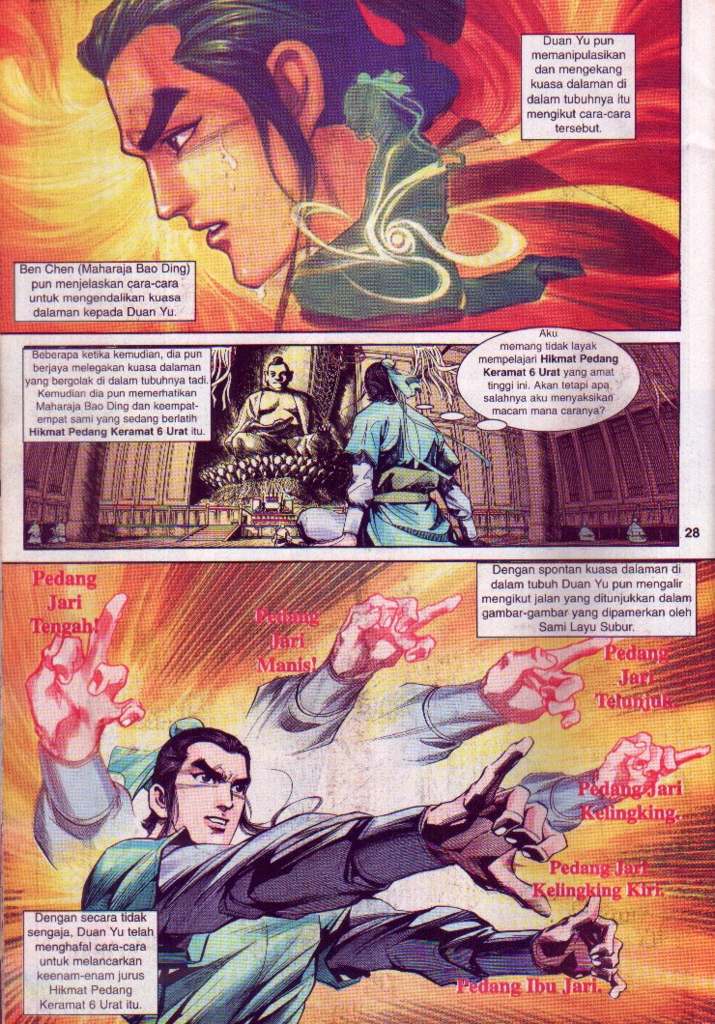 Duan Yu pun
memanipulasikan
dan mengekang
kuasa dalaman di
dalam tubuhnya itu
mengikut cara-cara
tersebut.
Ben Chen (Maharaja Bao Ding)
pun menjelaskan cara-cara
untuk mengendalikan kuasa
dalaman kepada Duan Yu.
Beberapa ketika kemudian, dia pun
berjaya melegakan kuasa dalaman
yang bergolak di dalam tubuhnya tadi.
Kemudian dia pun memerhatikan
Maharaja Bao Ding dan keempat-
empat sami yang sedang berlatih
Hikmat Pedang Keramat 6 Urat itu.
Aku
memang tidak layak
mempelajari Hikmat Pedang
Keramat 6 Urat yang amat
tinggi ini. Akan tetapi apa
salahnya aku menyaksikan
macam mana caranya?
28
Dengan spontan kuasa dalaman di
dalam tubuh Duan Yu pun mengalir
mengikut jalan yang ditunjukkan dalam
gambar-gambar yang dipamerkan oleh
Sami Layu Subur.
Pedang
Jari
Tengah!
Pedang
Jari
Manis!
Pedang
Jari
Telunjuk.
Pedang Jari
Kelingking.
Pedang Jari
Kelingking Kiri.
Pedang Ibu Jari.
Dengan secara tidak
sengaja, Duan Yu telah
menghafal cara-cara
untuk melancarkan
keenam-enam jurus
Hikmat Pedang
Keramat 6 Urat itu.